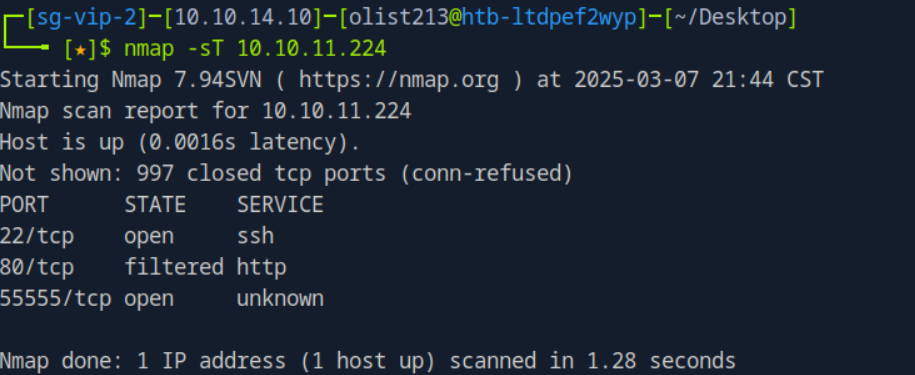 ┌─[sg-vip-2]─[10.10.14.10]─[olist213@htb-ltdpef2wyp]─[~/Desktop]
└──╼ [★]$ nmap -sT 10.10.11.224
Starting Nmap 7.94SVN ( https://nmap.org ) at 2025-03-07 21:44 CST
Nmap scan report for 10.10.11.224
Host is up (0.0016s latency).
Not shown: 997 closed tcp ports (conn-refused)
PORT      STATE    SERVICE
22/tcp    open     ssh
80/tcp    filtered http
55555/tcp open     unknown
Nmap done: 1 IP address (1 host up) scanned in 1.28 seconds